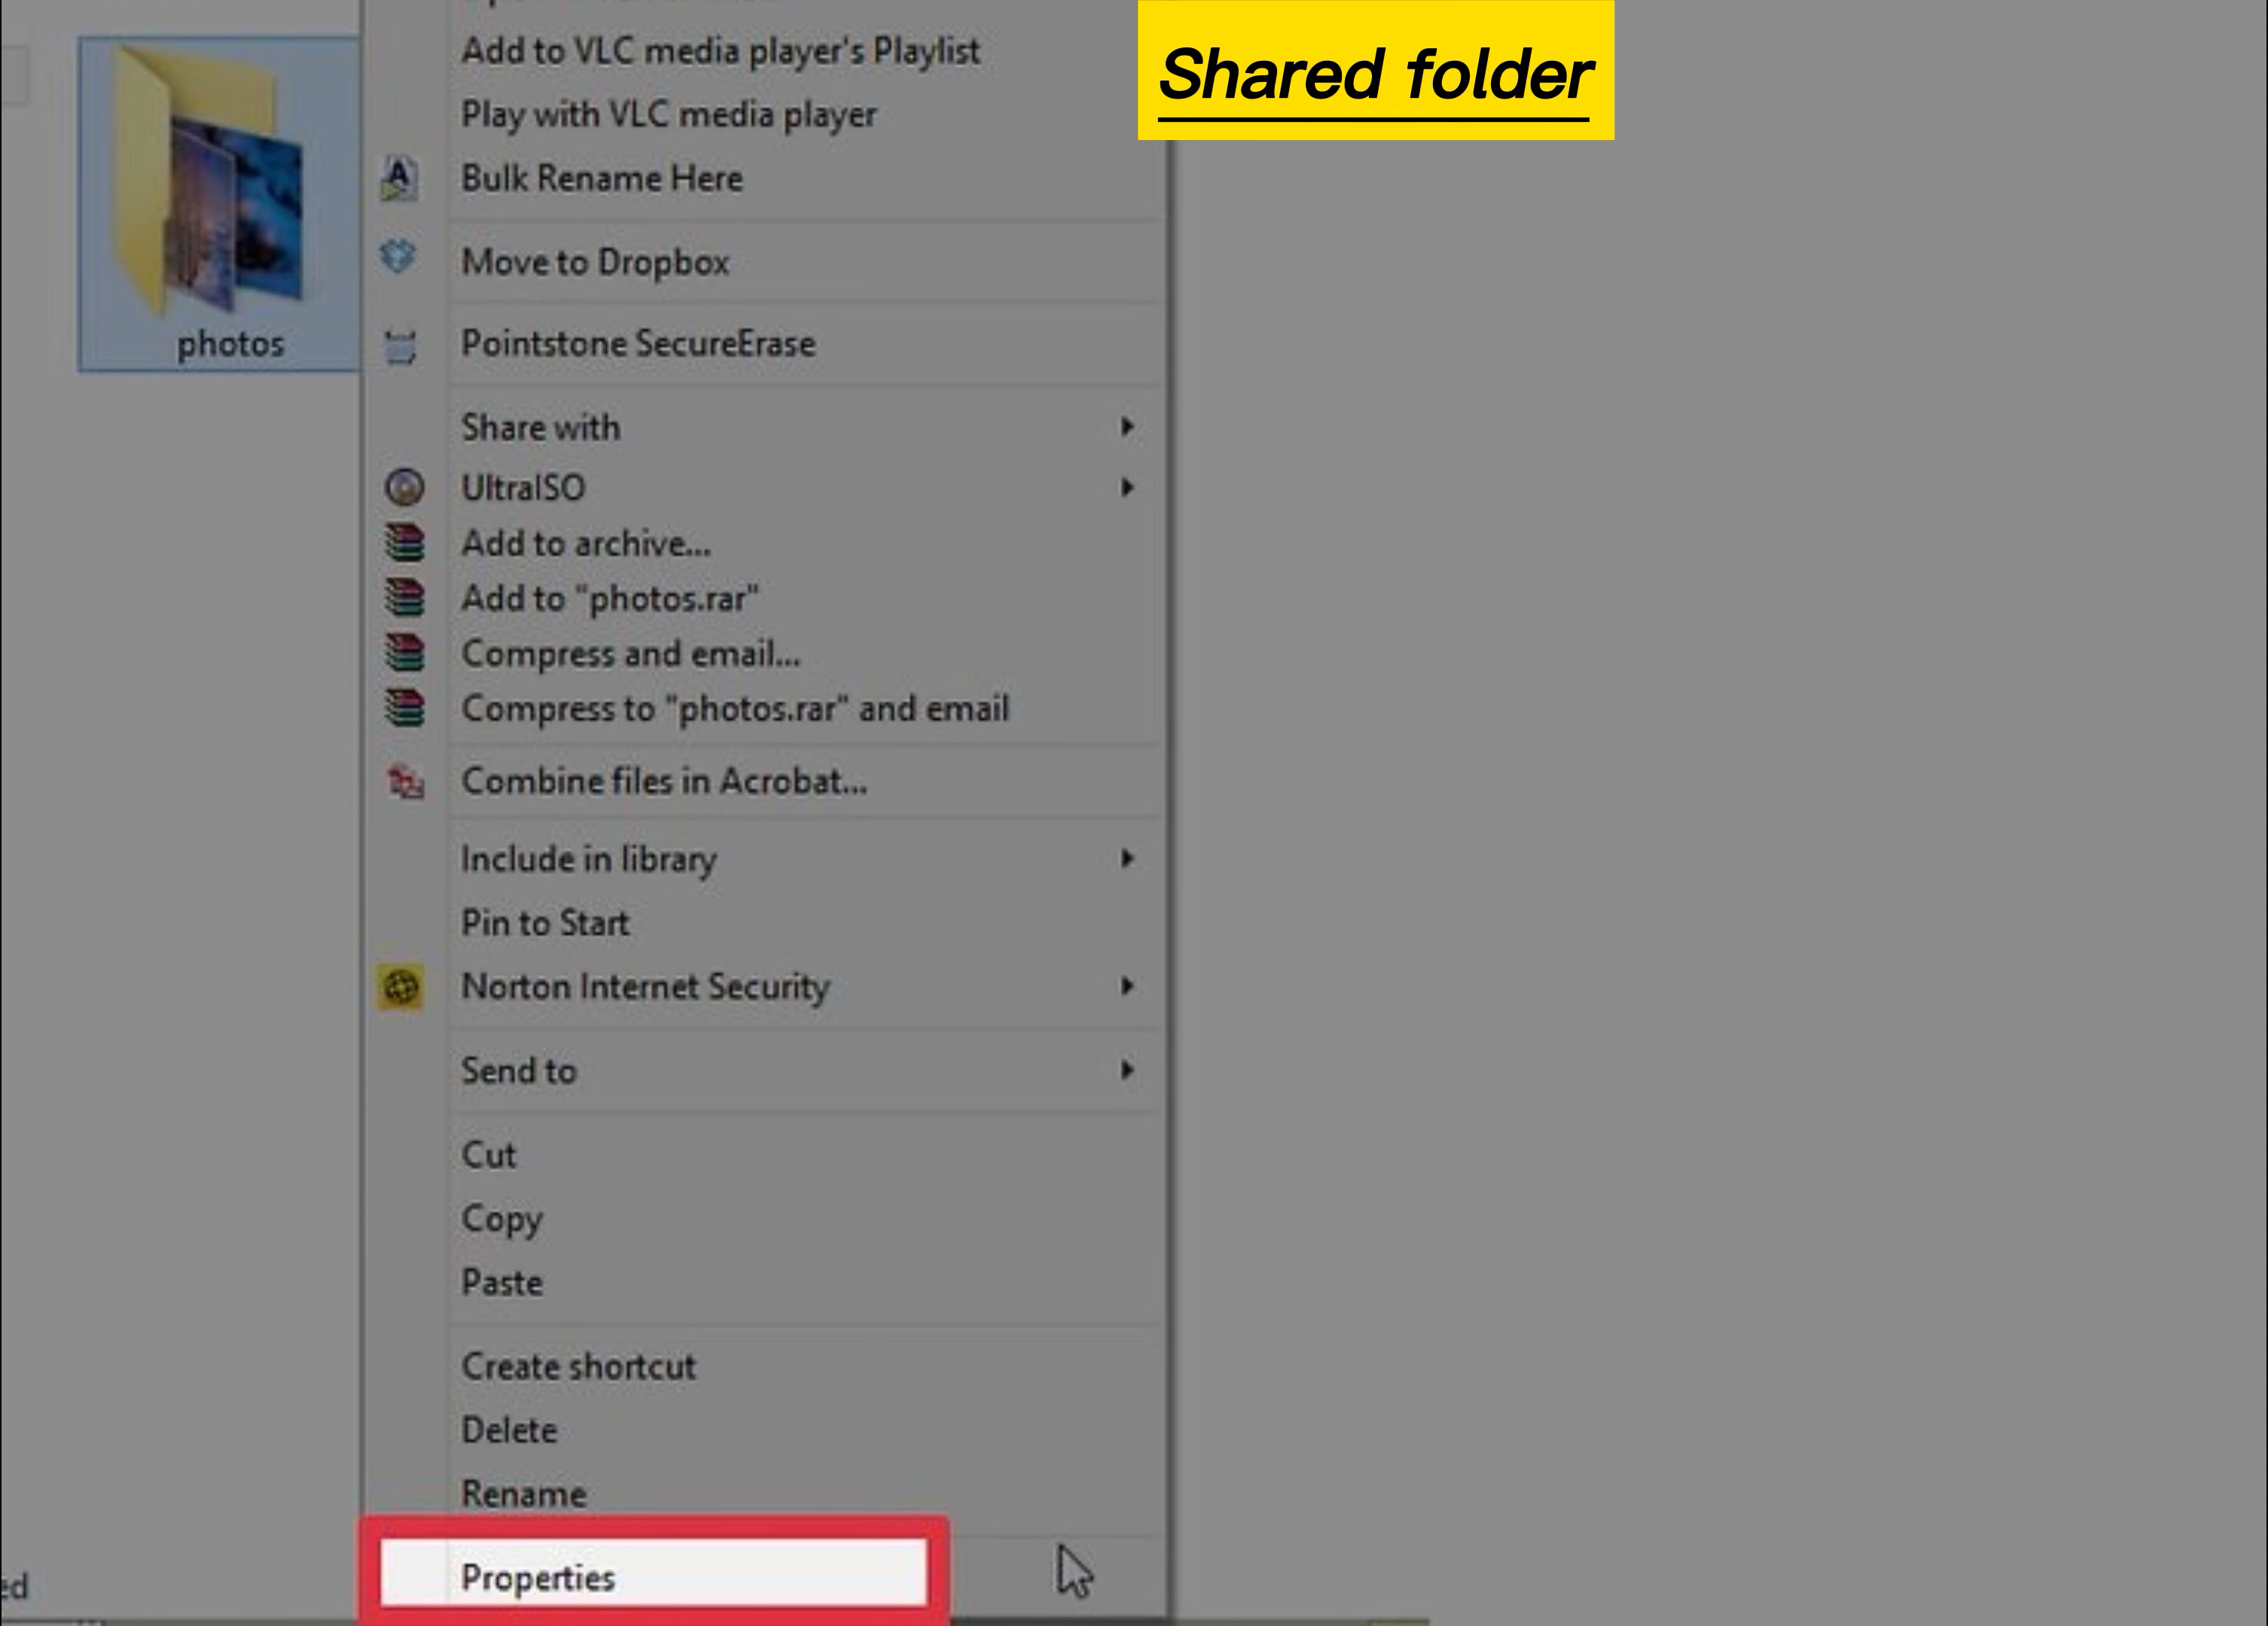 Shared folder
Add to VLC media player's Playlist
Play with VLC media player
Bulk Rename Here
Move to Dropbox
photos
Pointstone SecureErase
Share with
UltraISO
Add to archive...
Add to "photos.rar"
Compress and email...
Compress to "photos.rar" and email
Combine files in Acrobat...
Include in library
Pin to Start
Norton Internet Security
Send to
Cut
Copy
Paste
Create shortcut
Delete
Rename
Properties